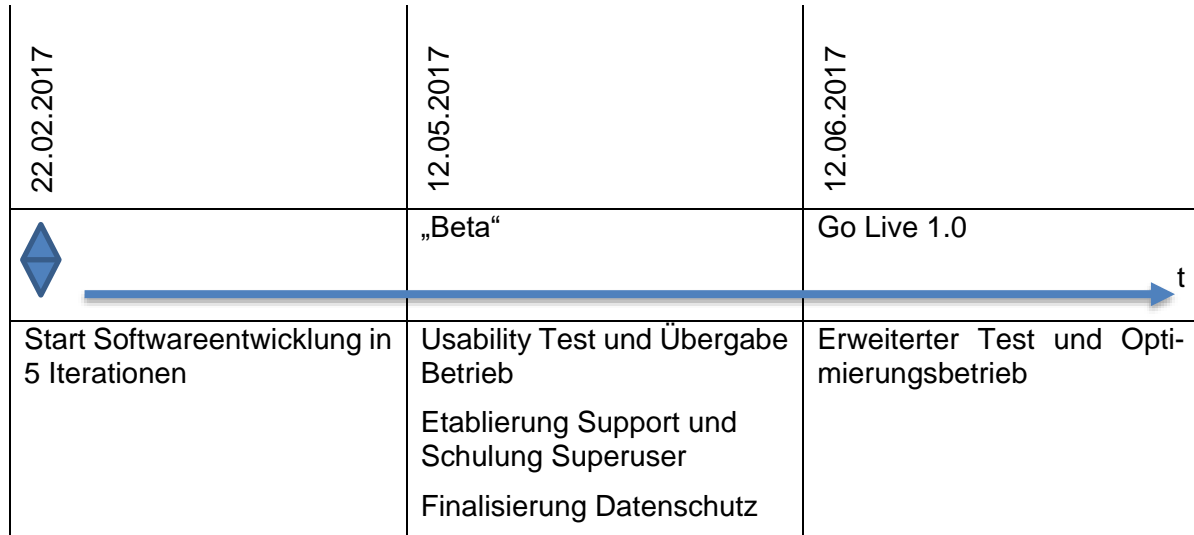 22.02.2017
12.05.2017
12.06.2017
„Beta“
Go Live 1.0
t
Start Softwareentwicklung in
5 Iterationen
Usability Test und Übergabe
Betrieb
Etablierung Support und
Schulung Superuser
Finalisierung Datenschutz
Erweiterter Test und Opti-
mierungsbetrieb